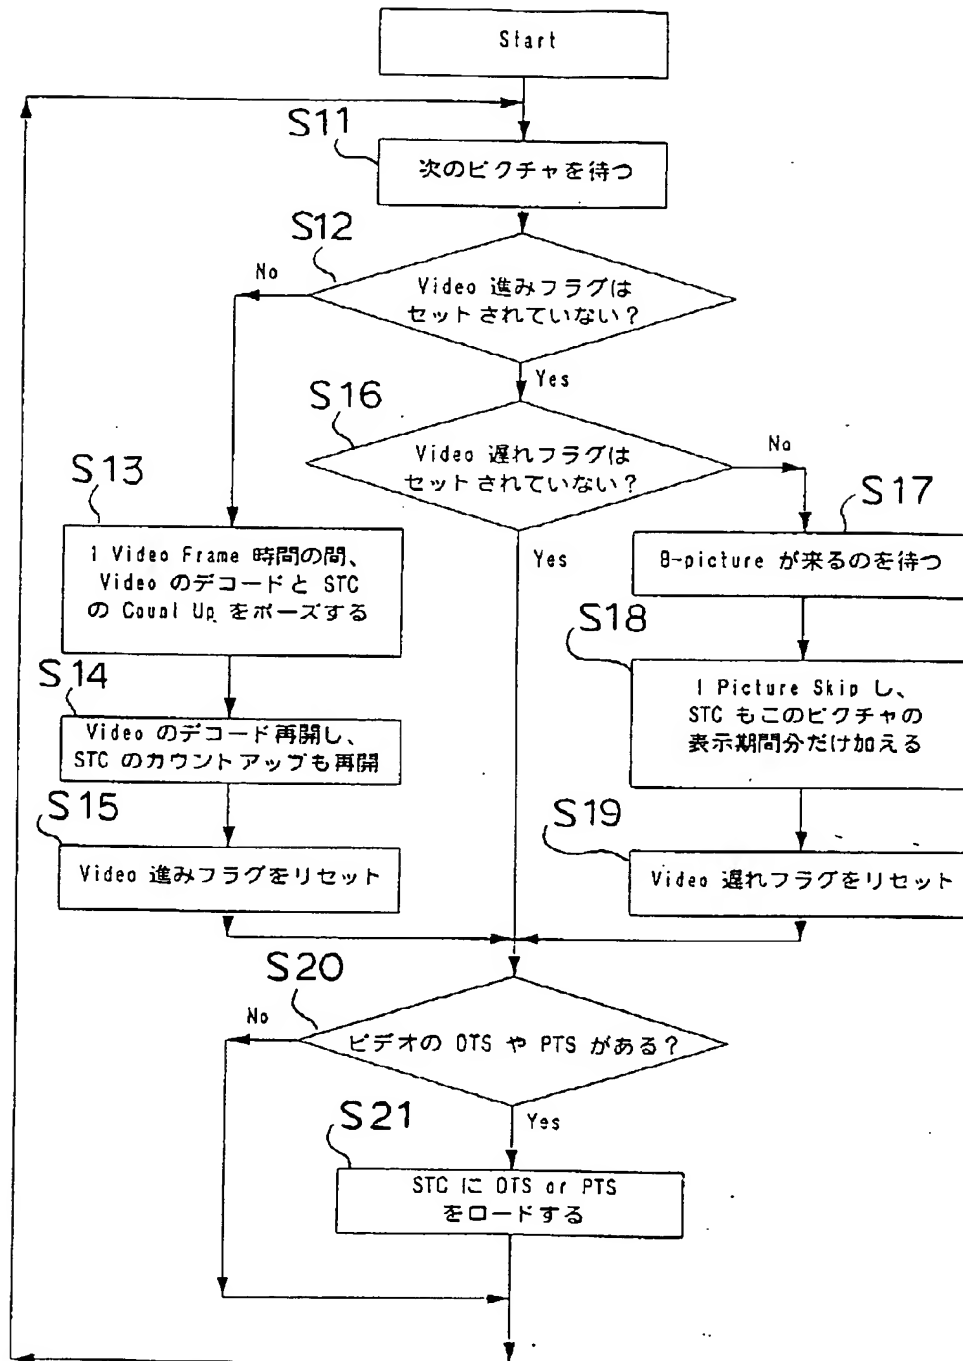 Start
S11
次のピクチャを待つ
S12
No
Video 進みフラグは
セットされていない?
Yes
S16
Video 遅れフラグは
セットされていない?
No
Yes
S13
1 Video Frame 時間の間、
Video のデコードと STC
の Count Up をポーズする
S17
B-picture が来るのを待つ
S14
Video のデコード再開し、
STC のカウントアップも再開
S18
1 Picture Skip し、
STC もこのピクチャの
表示期間分だけ加える
S15
Video 進みフラグをリセット
S19
Video 遅れフラグをリセット
S20
No
ビデオの DTS や PTS がある?
Yes
S21
STC に DTS or PTS
をロードする